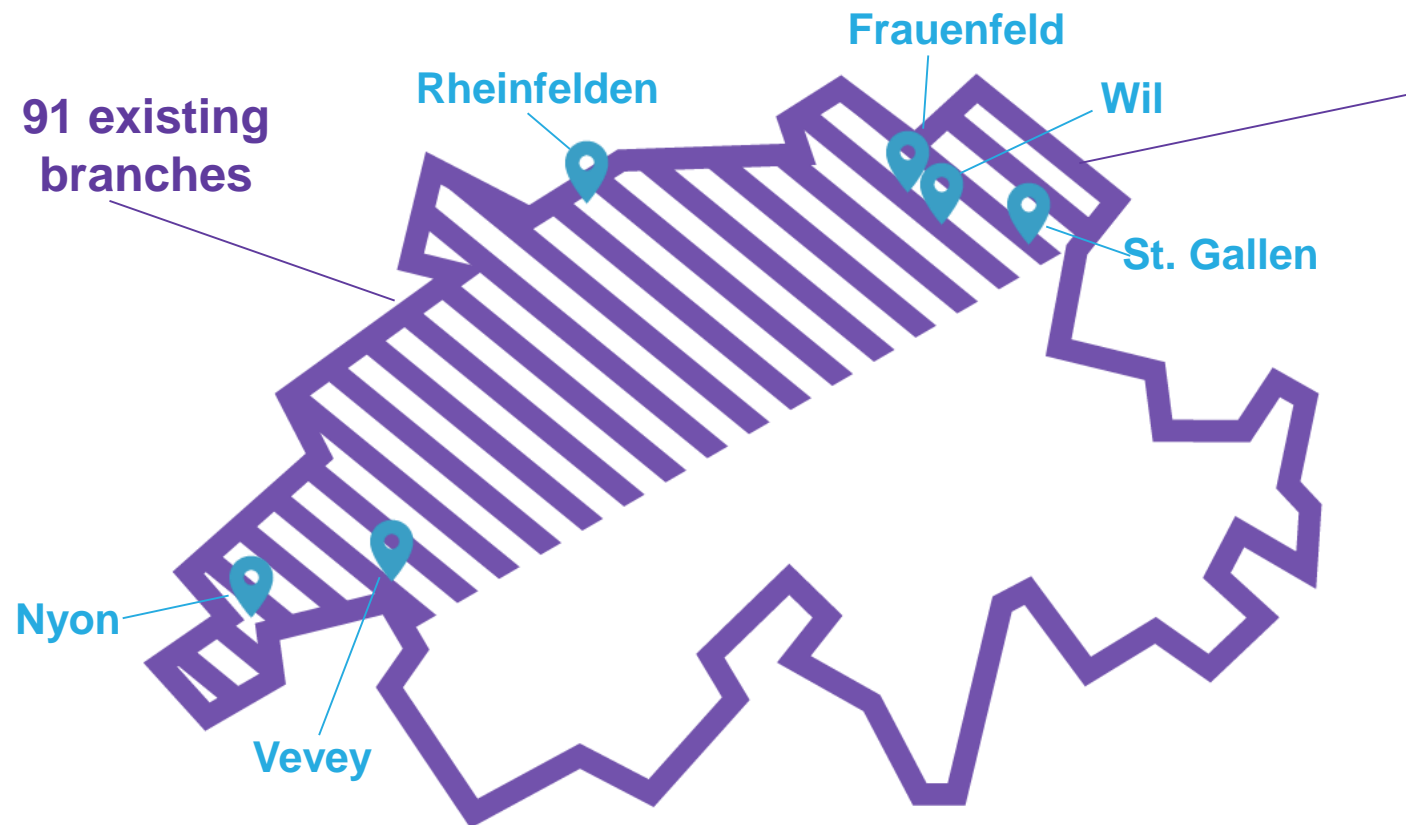 Frauenfeld
Rheinfelden
Wil
91 existing
branches
St. Gallen
Nyon
Vevey